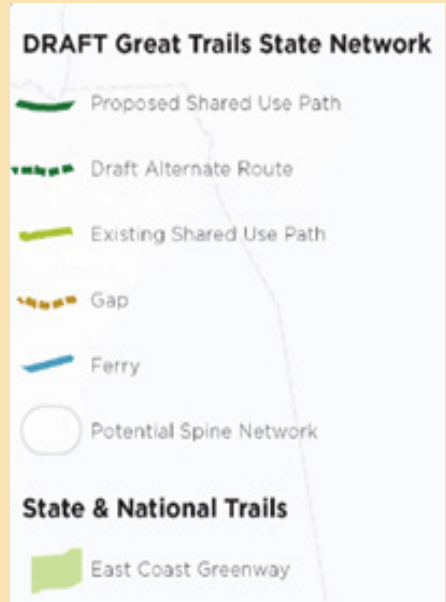 DRAFT Great Trails State Network
Proposed Shared Use Path
Draft Alternate Route
Existing Shared Use Path
Gap
Ferry
Potential Spine Network
State & National Trails
East Coast Greenway